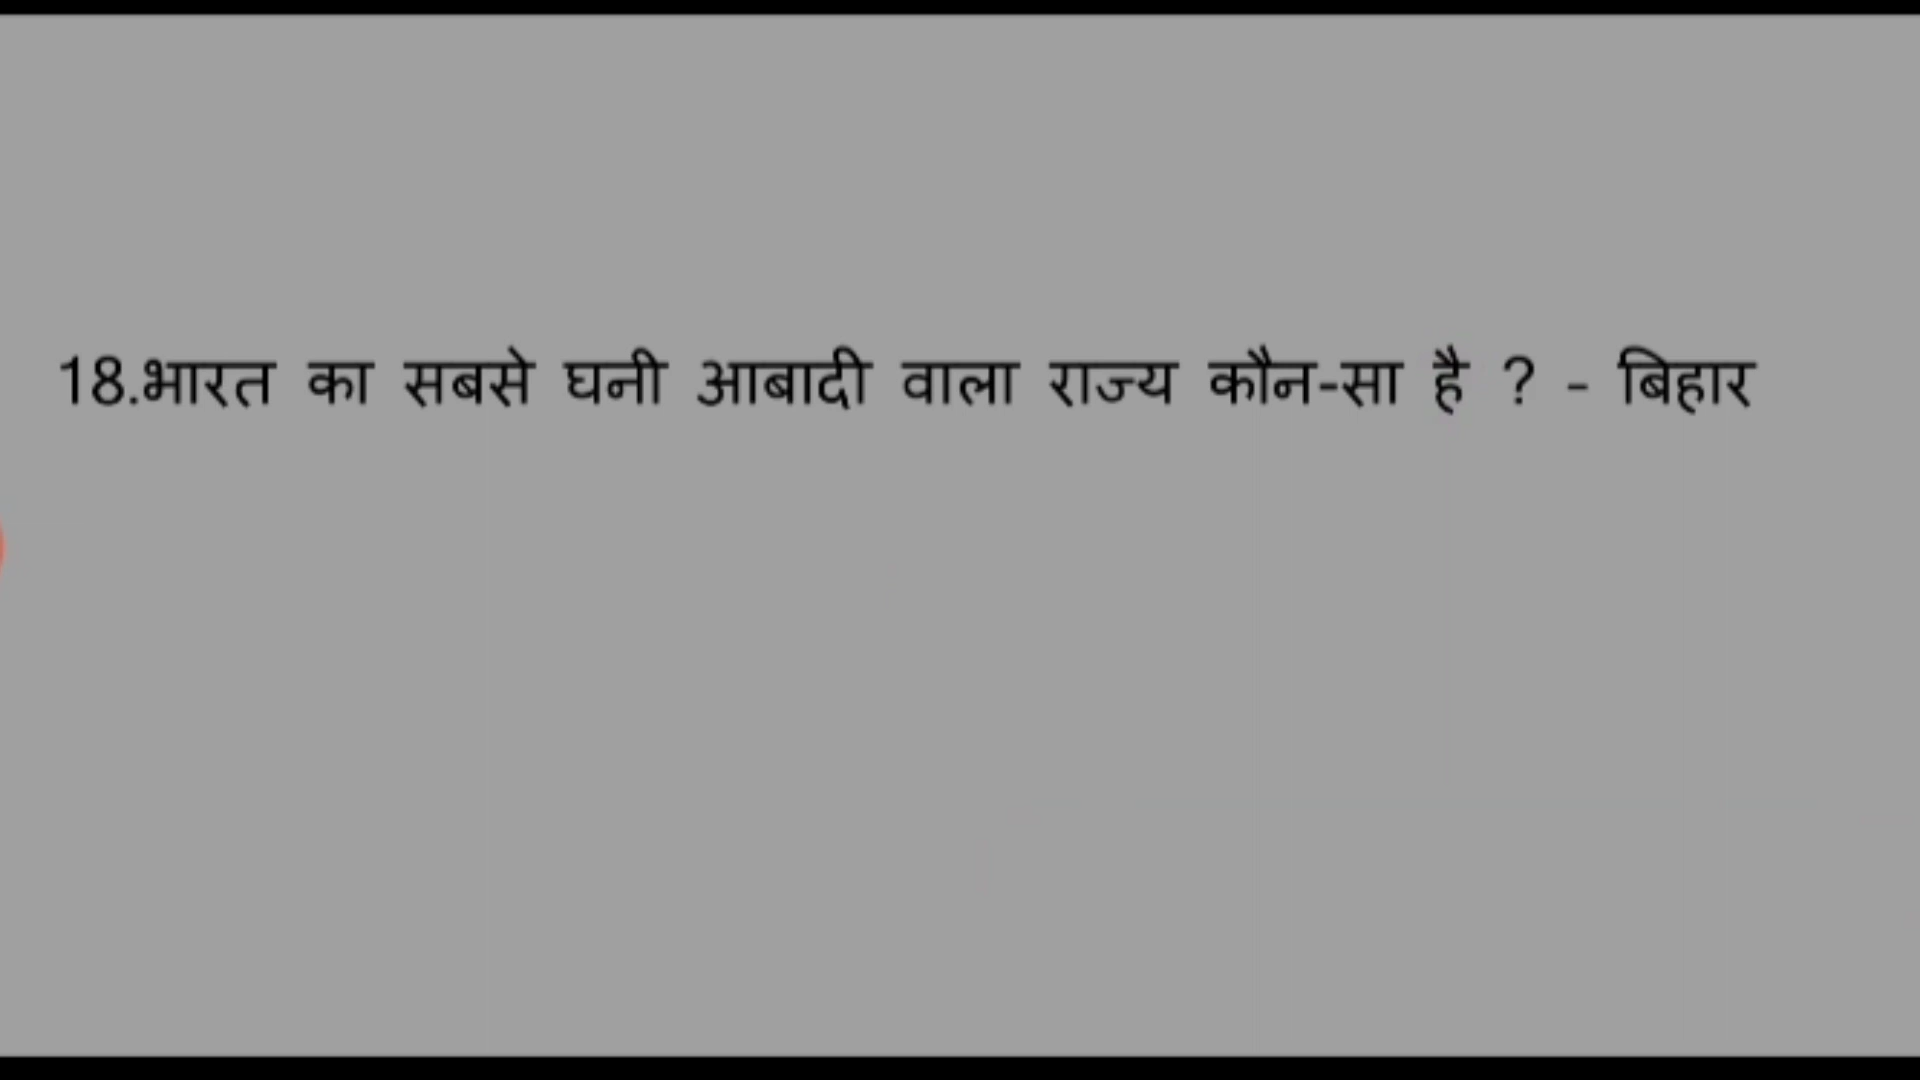 18.भारत का सबसे घनी आबादी वाला राज्य कौन-सा है ? - बिहार